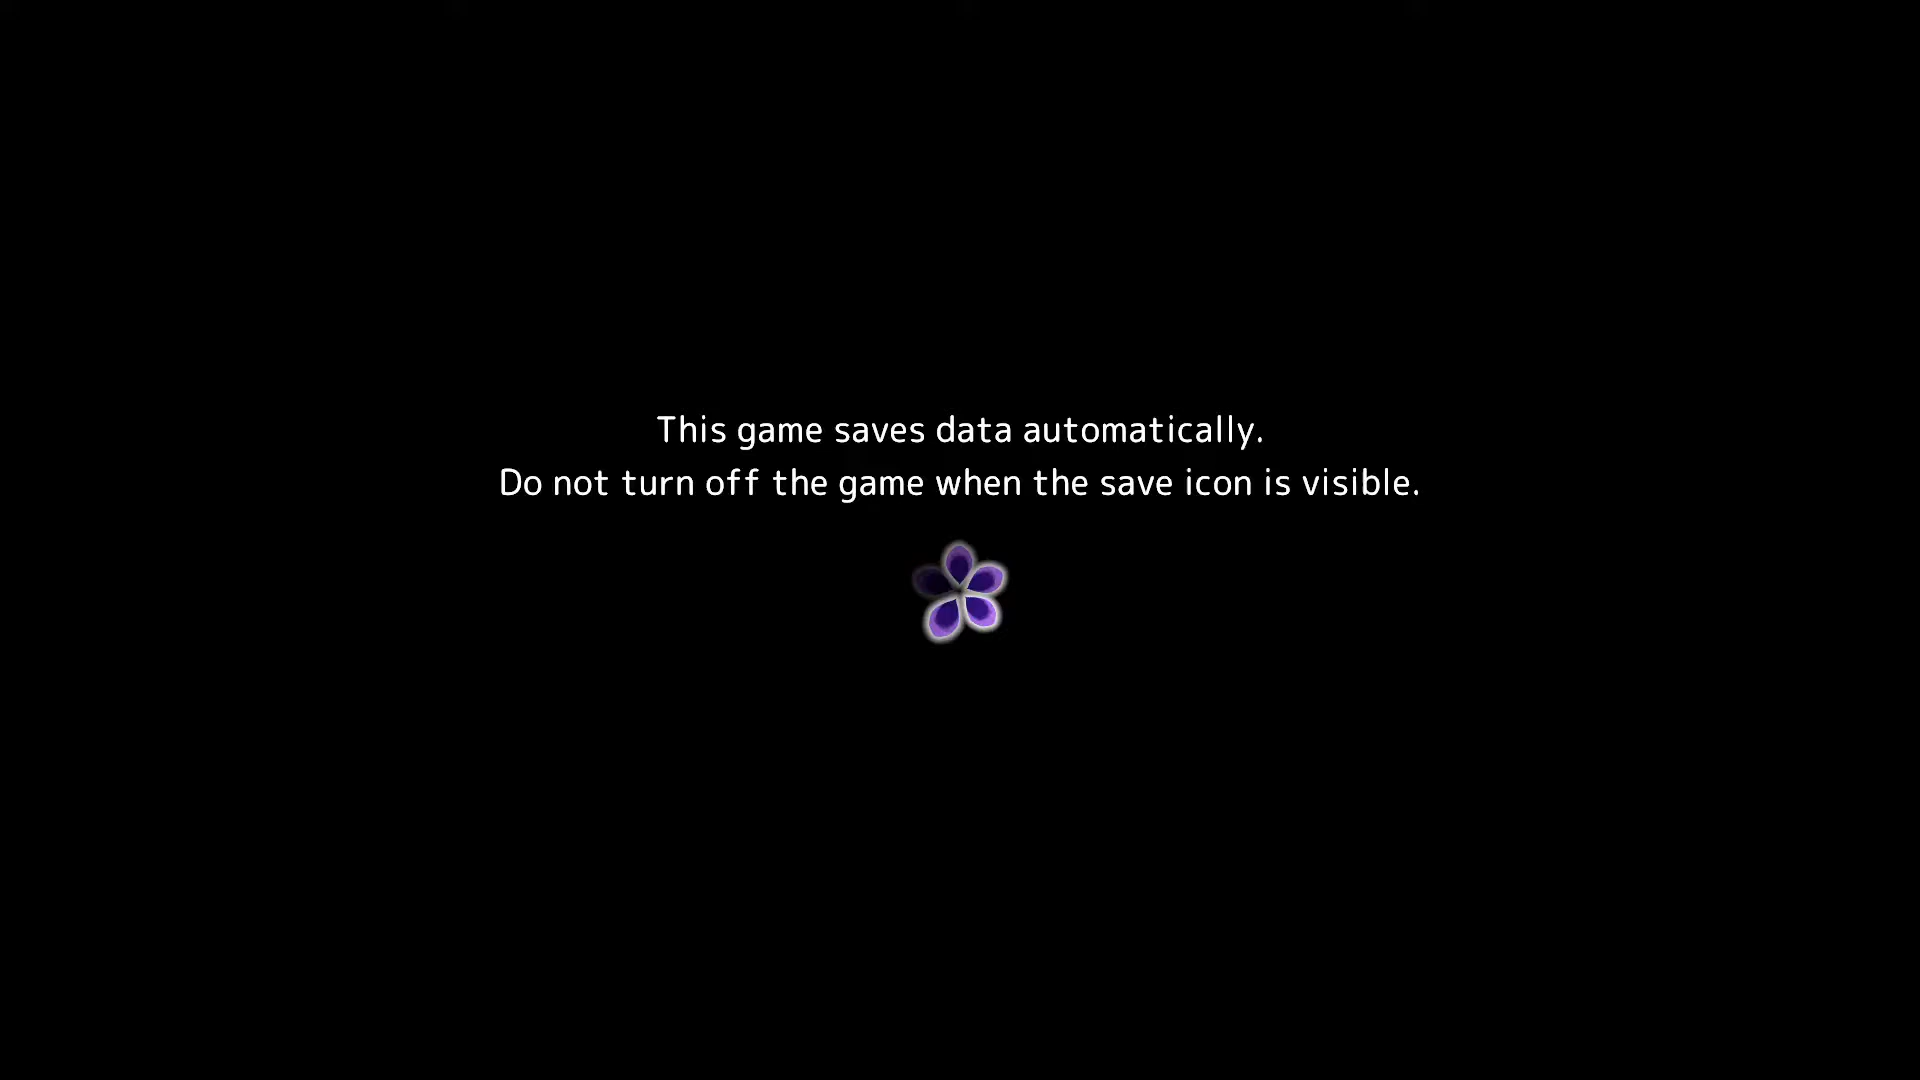 This game saves data automatically.
Do not turn off the game when the save icon is visible.